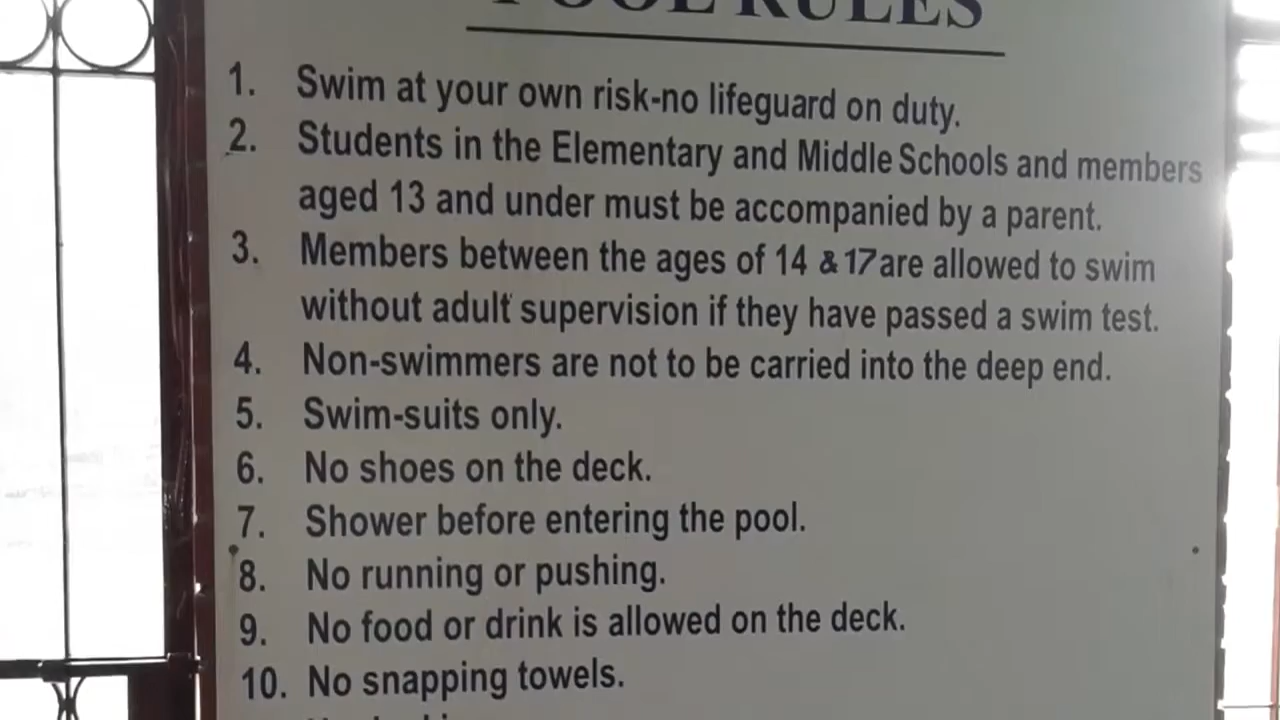 POOL RULES
1. Swim at your own risk-no lifeguard on duty.
2. Students in the Elementary and Middle Schools and members
aged 13 and under must be accompanied by a parent.
3. Members between the ages of 14 & 17 are allowed to swim
without adult supervision if they have passed a swim test.
4. Non-swimmers are not to be carried into the deep end.
5. Swim-suits only.
6. No shoes on the deck.
7. Shower before entering the pool.
8. No running or pushing.
9. No food or drink is allowed on the deck.
10. No snapping towels.